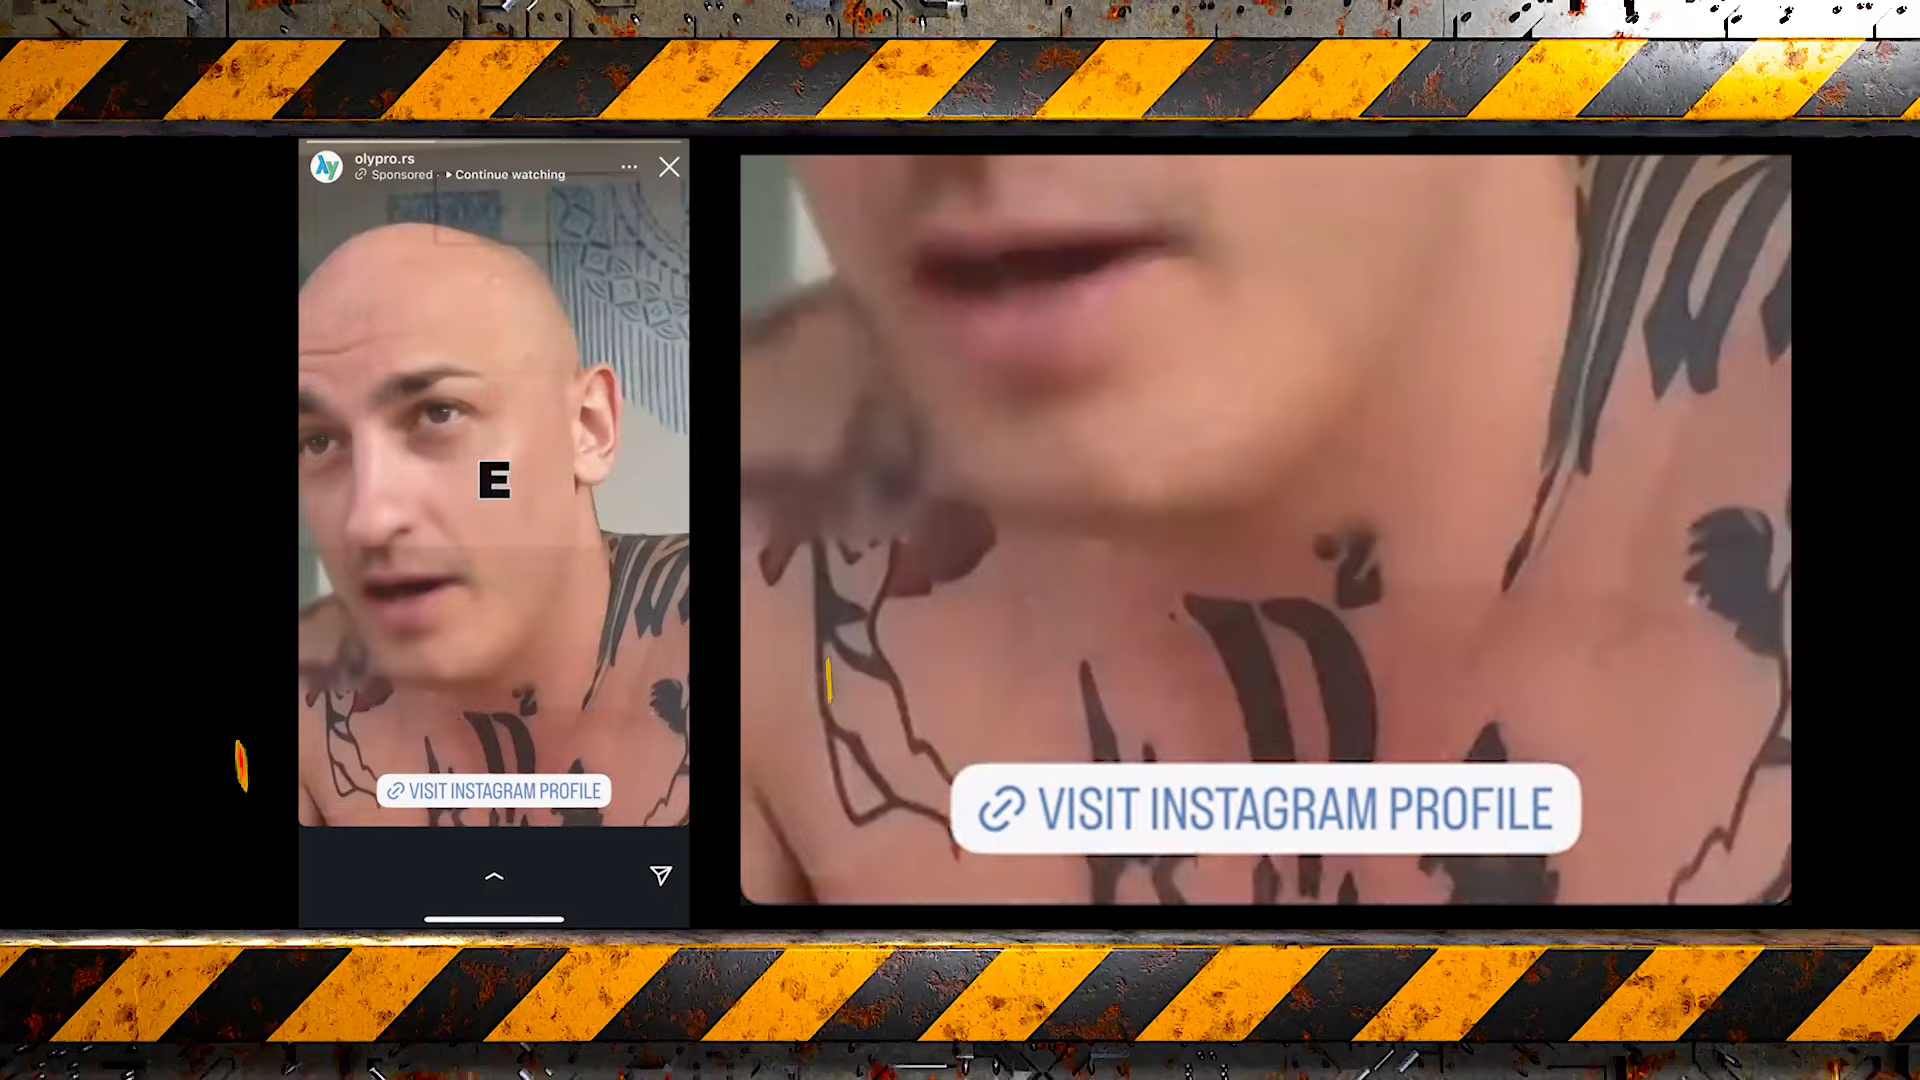 olypro.rs
Sponsored · Continue watching
E
VISIT INSTAGRAM PROFILE
VISIT INSTAGRAM PROFILE